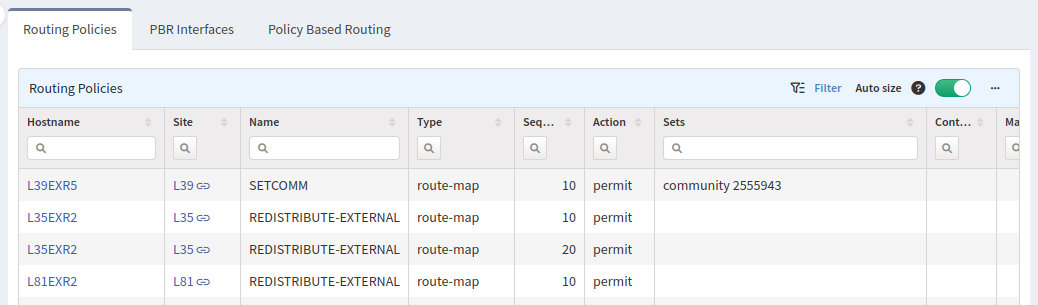 Routing Policies PBR Interfaces Policy Based Routing
Routing Policies Filter Auto size ? ...
Hostname Site Name Type Seq... Action Sets Cont... Ma
L39EXR5 L39 SETCOMM route-map 10 permit community 2555943
L35EXR2 L35 REDISTRIBUTE-EXTERNAL route-map 10 permit
L35EXR2 L35 REDISTRIBUTE-EXTERNAL route-map 20 permit
L81EXR2 L81 REDISTRIBUTE-EXTERNAL route-map 10 permit